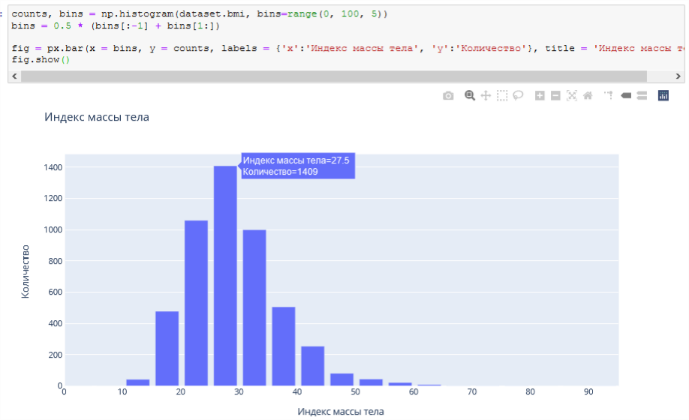 counts, bins = np.histogram(dataset.bmi, bins=range(0, 100, 5))
bins = 0.5 * (bins[:-1] + bins[1:])
fig = px.bar(x = bins, y = counts, labels = {'x':'Индекс массы тела', 'y':'Количество'}, title = 'Индекс массы т
fig.show()
Индекс массы тела
Индекс массы тела=27.5
Количество=1409
1400
1200
1000
800
600
400
200
0
Количество
0 10 20 30 40 50 60 70 80 90
Индекс массы тела